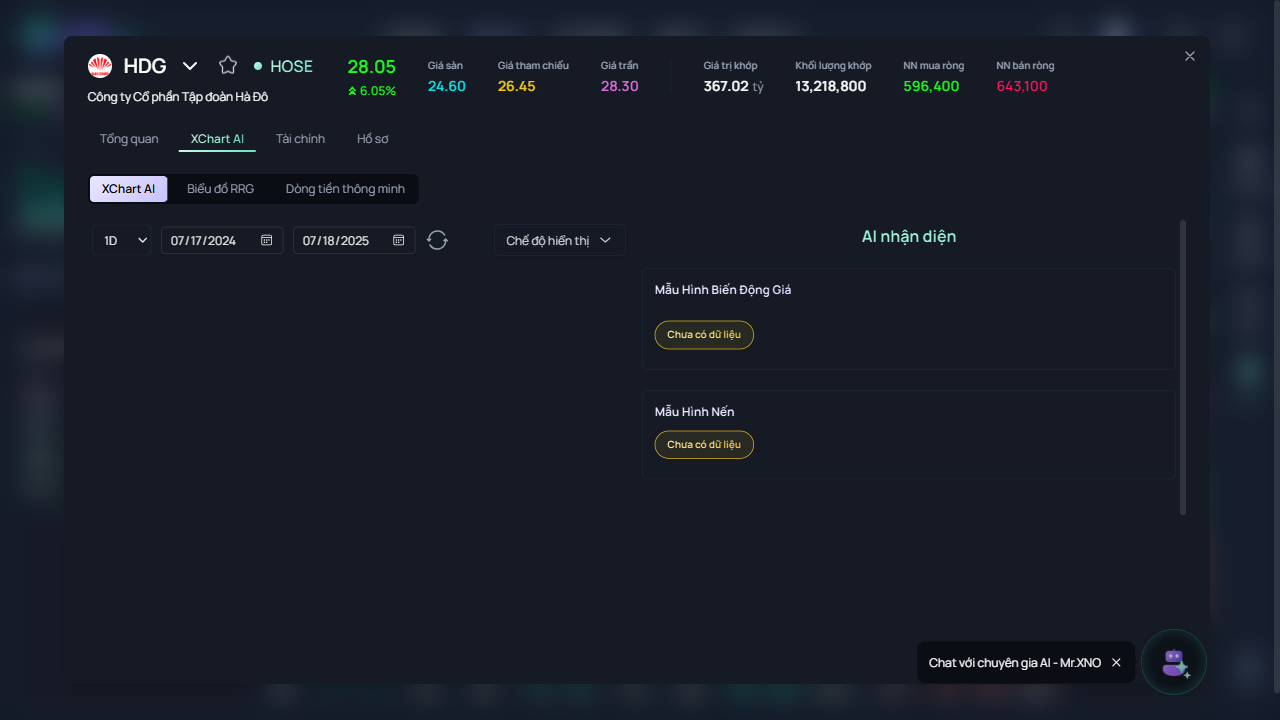 HDG
HOSE
28.05
6.05%
Công ty Cổ phần Tập đoàn Hà Đô
Giá sàn
24.60
Giá tham chiếu
26.45
Giá trần
28.30
Giá trị khớp
367.02 tỷ
Khối lượng khớp
13,218,800
NN mua ròng
596,400
NN bán ròng
643,100
Tổng quan
XChart AI
Tài chính
Hồ sơ
XChart AI
Biểu đồ RRG
Dòng tiền thông minh
1D
07/17/2024
07/18/2025
Chế độ hiển thị
AI nhận diện
Mẫu Hình Biến Động Giá
Chưa có dữ liệu
Mẫu Hình Nến
Chưa có dữ liệu
Chat với chuyên gia AI - Mr.XNO